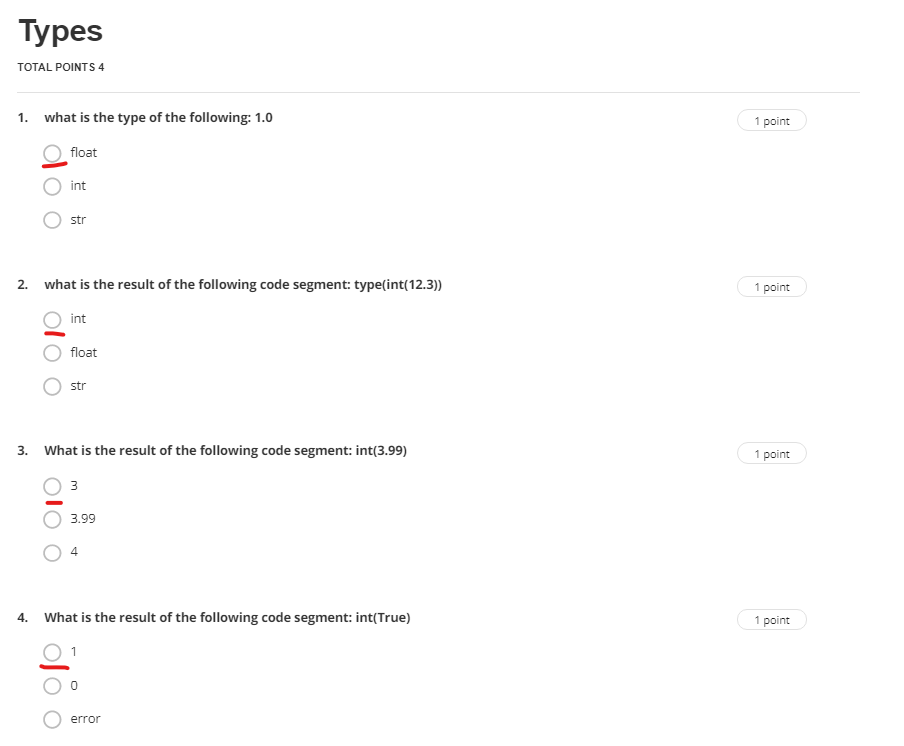 Types
TOTAL POINTS 4
1. what is the type of the following: 1.0
1 point
float
int
str
2. what is the result of the following code segment: type(int(12.3))
1 point
int
float
str
3. What is the result of the following code segment: int(3.99)
1 point
3
3.99
4
4. What is the result of the following code segment: int(True)
1 point
1
0
error